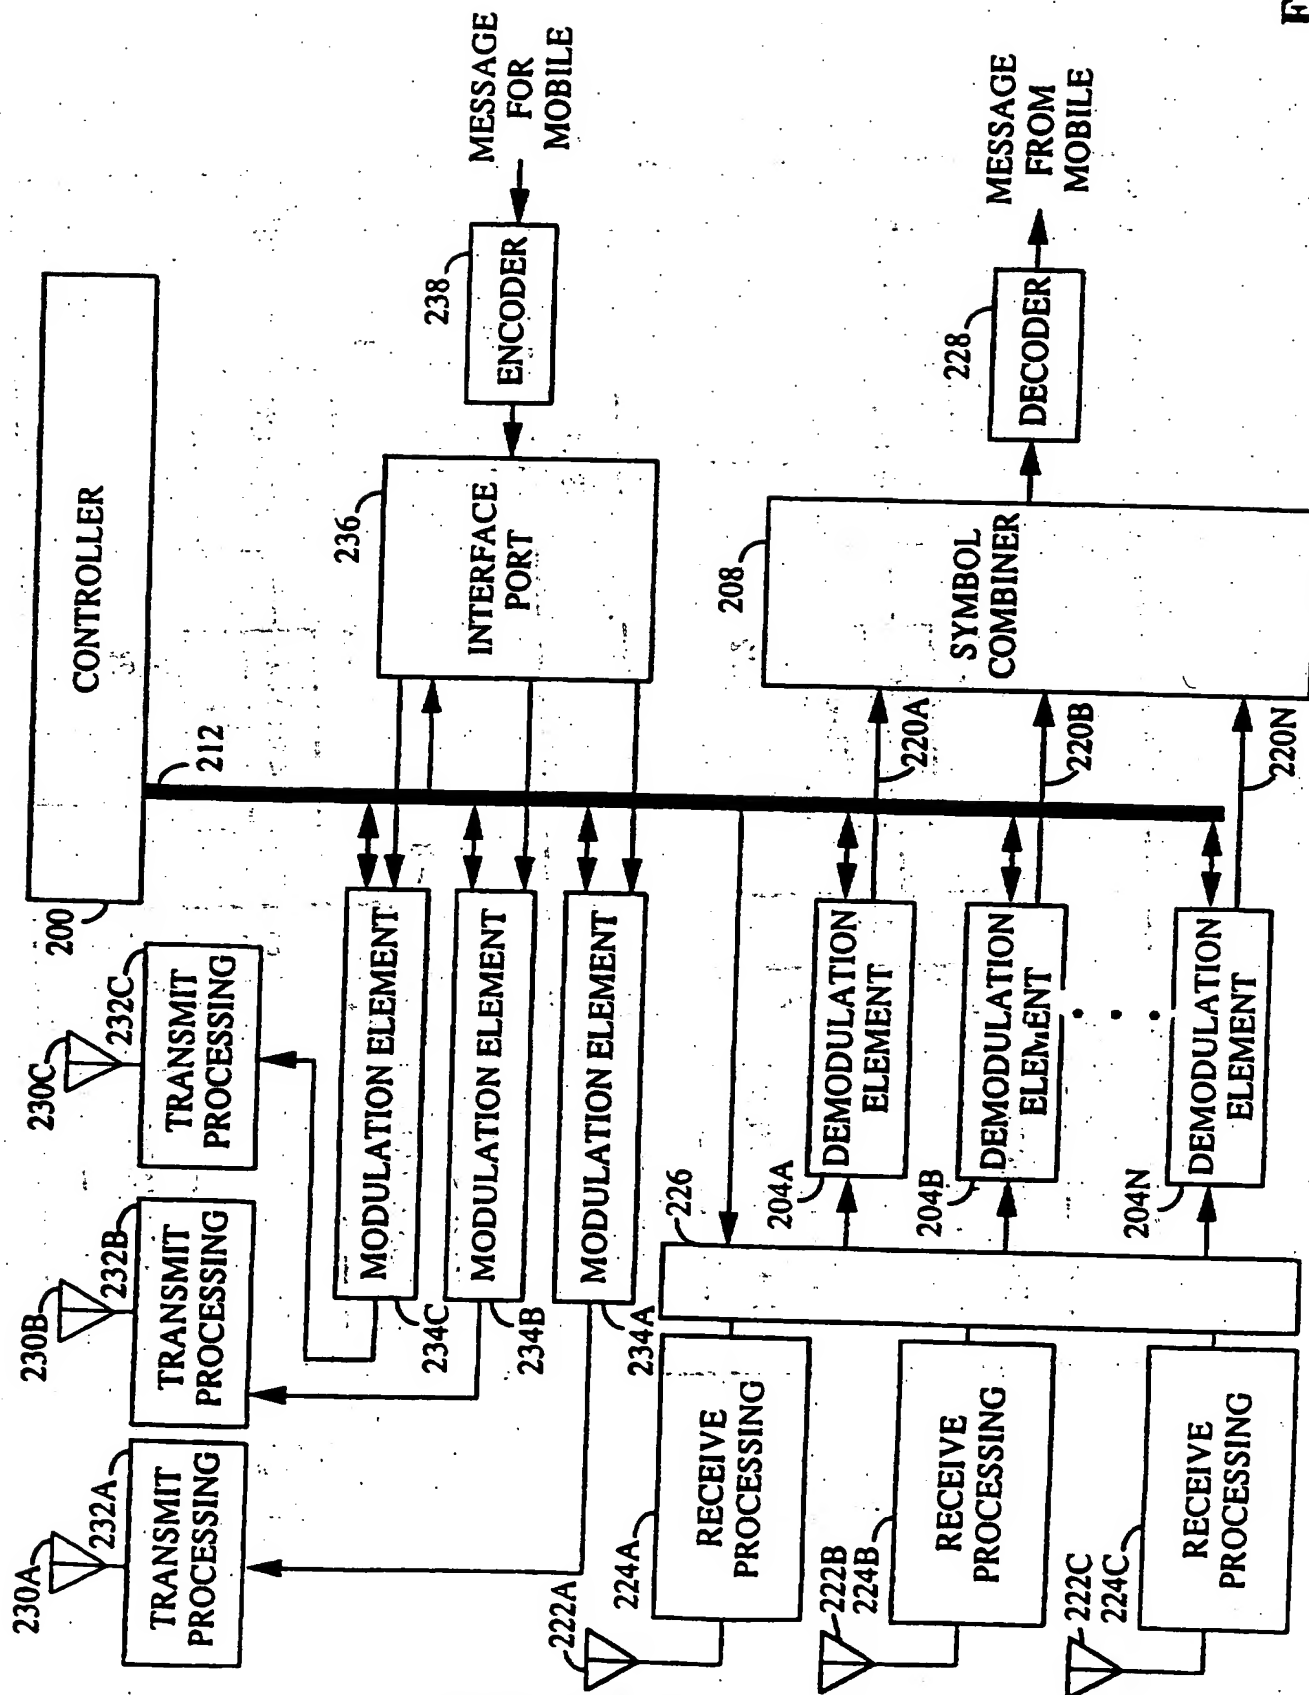 230A
232A
TRANSMIT
PROCESSING
230B
232B
TRANSMIT
PROCESSING
230C
232C
TRANSMIT
PROCESSING
200
CONTROLLER
212
MODULATION ELEMENT
234C
MODULATION ELEMENT
234B
MODULATION ELEMENT
234A
236
INTERFACE
PORT
238
ENCODER
MESSAGE
FOR
MOBILE
222A
224A
RECEIVE
PROCESSING
222B
224B
RECEIVE
PROCESSING
222C
224C
RECEIVE
PROCESSING
226
204A
DEMODULATION
ELEMENT
204B
DEMODULATION
ELEMENT
204N
DEMODULATION
ELEMENT
220A
220B
220N
208
SYMBOL
COMBINER
228
DECODER
MESSAGE
FROM
MOBILE